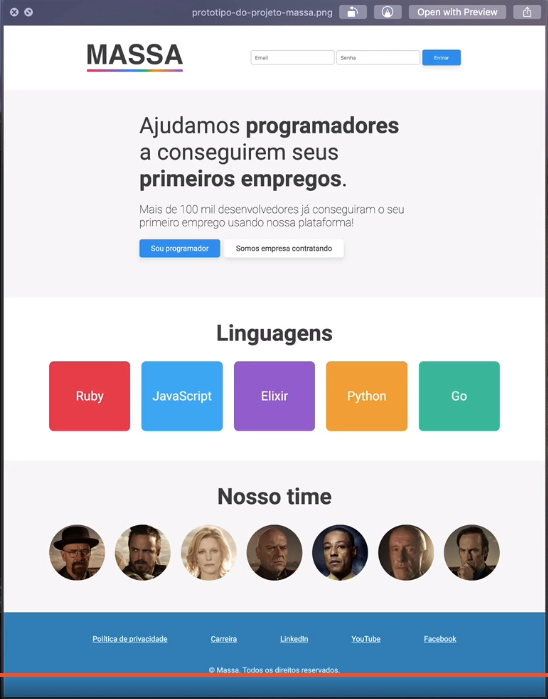 prototipo-do-projeto-massa.png
Open with Preview
MASSA
Email
Senha
Entrar
Ajudamos programadores
a conseguirem seus
primeiros empregos.
Mais de 100 mil desenvolvedores já conseguiram o seu
primeiro emprego usando nossa plataforma!
Sou programador
Somos empresa contratando
Linguagens
Ruby
JavaScript
Elixir
Python
Go
Nosso time
Política de privacidade
Carreira
LinkedIn
YouTube
Facebook
© Massa. Todos os direitos reservados.